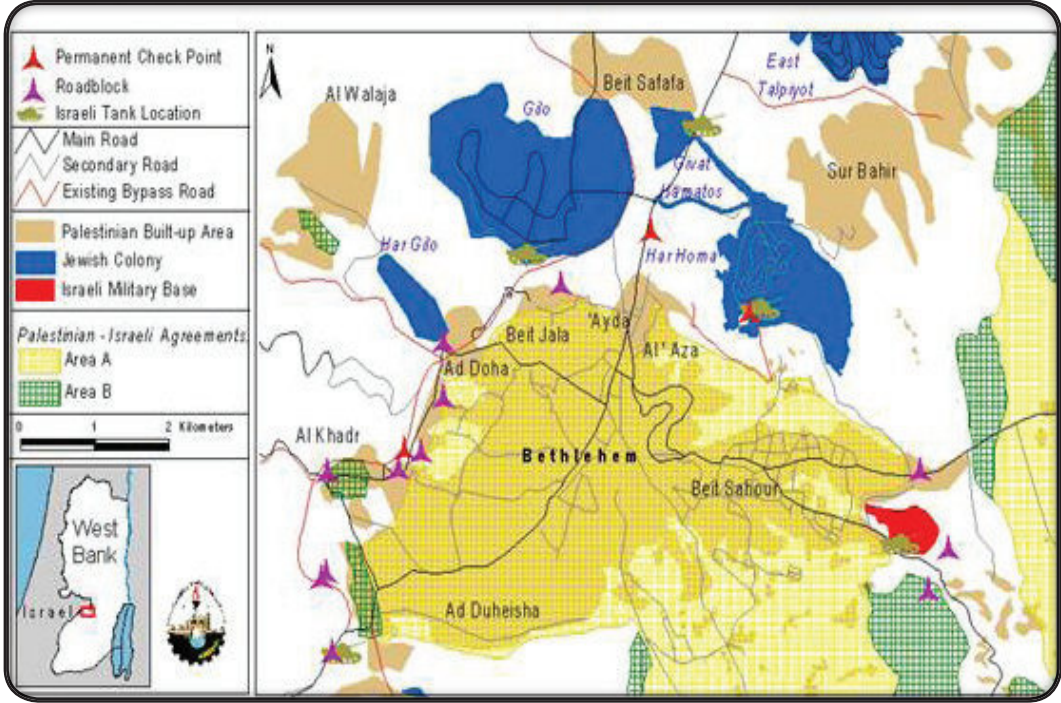 Permanent Check Point
Roadblock
Israeli Tank Location
Main Road
Secondary Road
Existing Bypass Road
Palestinian Built-up Area
Jewish Colony
Israeli Military Base
Palestinian - Israeli Agreements
Area A
Area B
0 1 2 Kilometers
West
Bank
Israel
N
Al Walaja
Gilo
Beit Safafa
East
Talpiyot
Givat
Hamatos
Sur Bahir
Har Gilo
Har Homa
Beit Jala
'Ayda
Al 'Aza
Ad Doha
Al Khadr
Bethlehem
Beit Sahour
Ad Duheisha